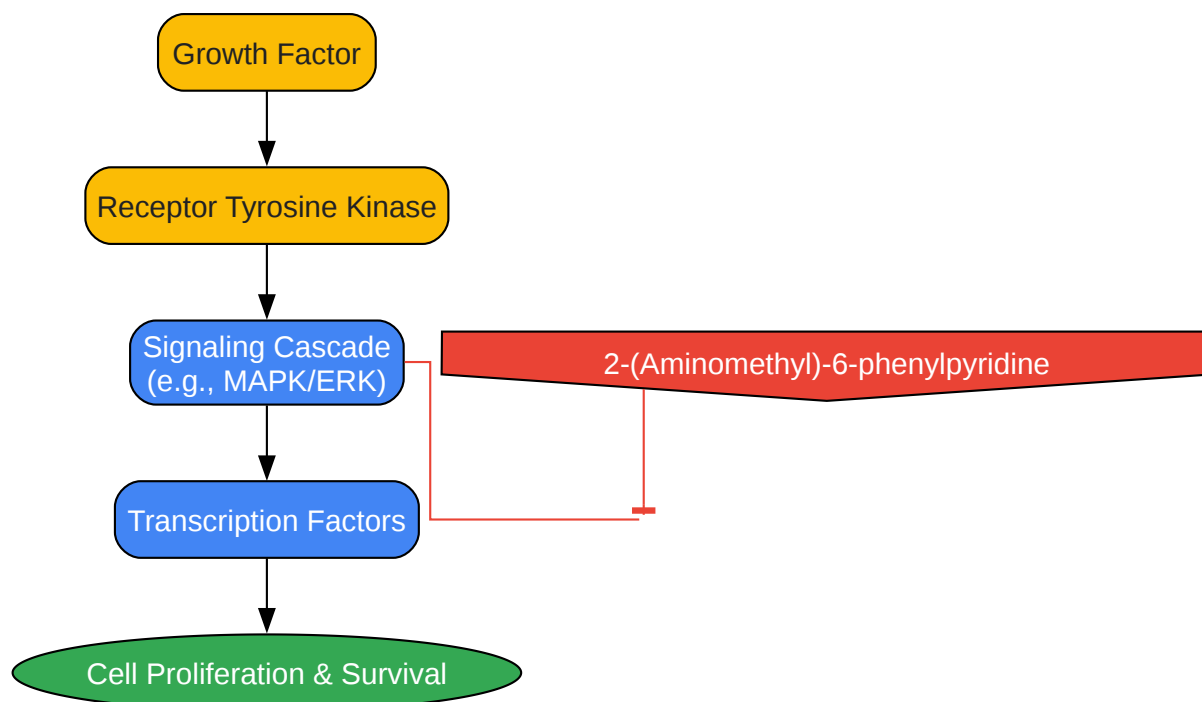 Growth Factor
Receptor Tyrosine Kinase
Signaling Cascade
(e.g., MAPK/ERK)
2-(Aminomethyl)-6-phenylpyridine
Transcription Factors
Cell Proliferation & Survival